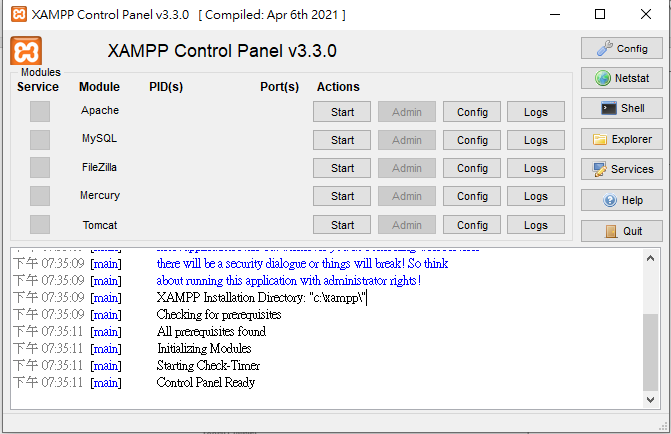 XAMPP Control Panel v3.3.0 [ Compiled: Apr 6th 2021 ]
XAMPP Control Panel v3.3.0
Config
Modules
Service Module PID(s) Port(s) Actions
Netstat
Apache Start Admin Config Logs
Shell
MySQL Start Admin Config Logs
Explorer
FileZilla Start Admin Config Logs
Services
Mercury Start Admin Config Logs
Help
Tomcat Start Admin Config Logs
Quit
下午 07:35:09 [main]
下午 07:35:09 [main] there will be a security dialogue or things will break! So think
下午 07:35:09 [main] about running this application with administrator rights!
下午 07:35:09 [main] XAMPP Installation Directory: "c:\xampp\"
下午 07:35:09 [main] Checking for prerequisites
下午 07:35:11 [main] All prerequisites found
下午 07:35:11 [main] Initializing Modules
下午 07:35:11 [main] Starting Check-Timer
下午 07:35:11 [main] Control Panel Ready